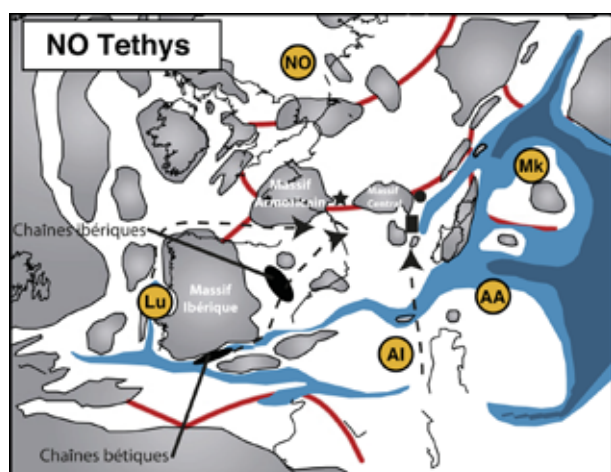 NO Tethys
NO
Mk
Massif
Armoricain
Massif
Central
Chaînes ibériques
Massif
Ibérique
Lu
AA
Al
Chaînes bétiques